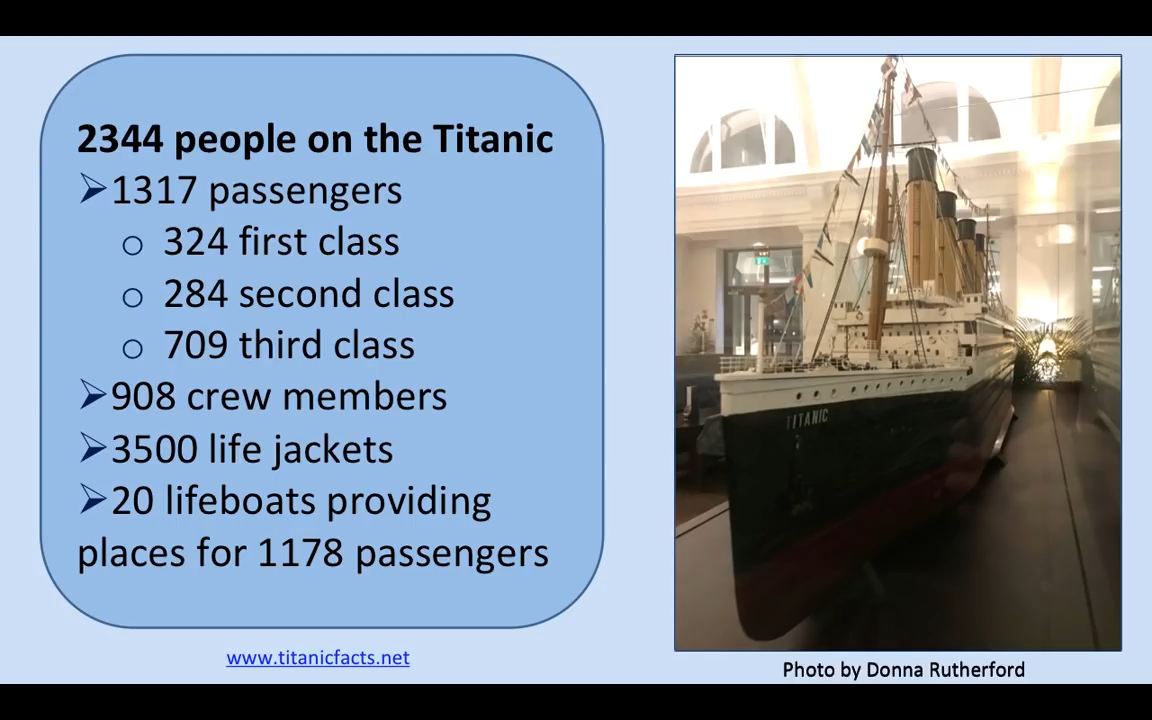 2344 people on the Titanic
➢1317 passengers
o 324 first class
o 284 second class
o 709 third class
➢908 crew members
➢3500 life jackets
➢20 lifeboats providing
places for 1178 passengers
www.titanicfacts.net
TITANIC
Photo by Donna Rutherford